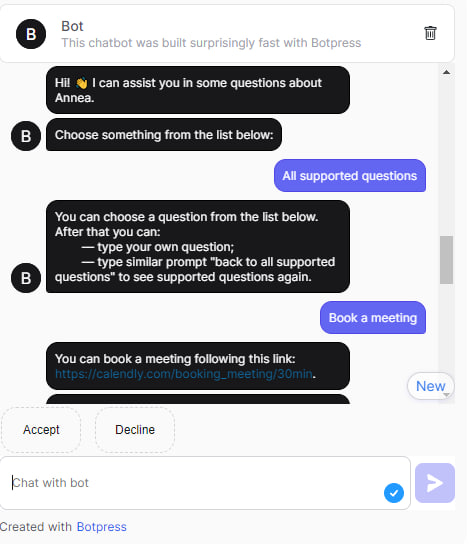 B
Bot
This chatbot was built surprisingly fast with Botpress
Hi! 👋 I can assist you in some questions about
Annea.
B
Choose something from the list below:
All supported questions
You can choose a question from the list below.
After that you can:
— type your own question;
— type similar prompt "back to all supported
questions" to see supported questions again.
B
Book a meeting
You can book a meeting following this link:
https://calendly.com/booking_meeting/30min.
New
Accept
Decline
Chat with bot
Created with Botpress